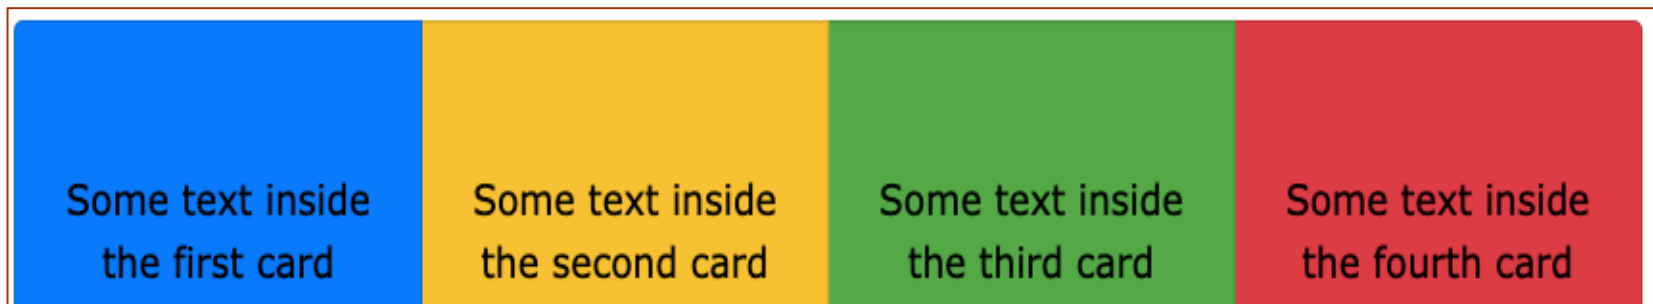 Some text inside
the first card
Some text inside
the second card
Some text inside
the third card
Some text inside
the fourth card